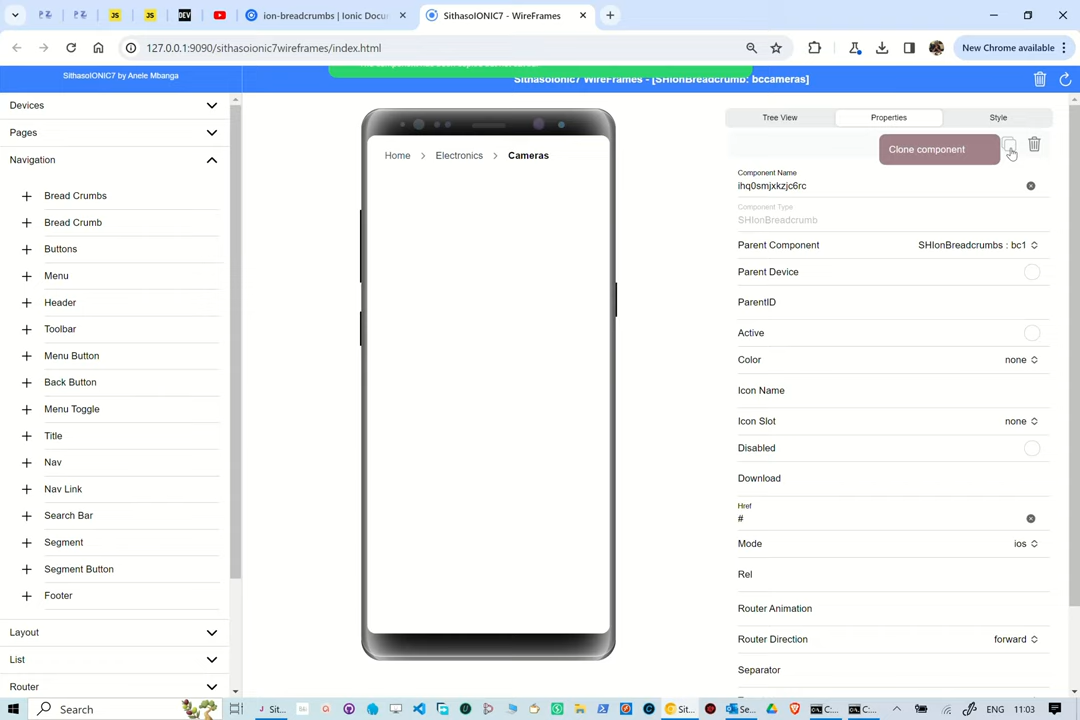 ion-breadcrumbs | Ionic Docu
SithasoIONIC7 - WireFrames
127.0.0.1:9090/sithasoionic7wireframes/index.html
New Chrome available
SithasoIONIC7 by Anele Mbanga
SithasoIonic7 WireFrames - [SHIonBreadcrumb: bccameras]
Devices
Pages
Navigation
Bread Crumbs
Bread Crumb
Buttons
Menu
Header
Toolbar
Menu Button
Back Button
Menu Toggle
Title
Nav
Nav Link
Search Bar
Segment
Segment Button
Footer
Layout
List
Router
Home
Electronics
Cameras
Tree View
Properties
Style
Clone component
Component Name
ihq0smjxkzjc6rc
Component Type
SHIonBreadcrumb
Parent Component
SHIonBreadcrumbs : bc1
Parent Device
ParentID
Active
Color
none
Icon Name
Icon Slot
none
Disabled
Download
Href
#
Mode
ios
Rel
Router Animation
Router Direction
forward
Separator
Search
Sit...
Sit...
Se...
C:...
C:...
ENG
11:03